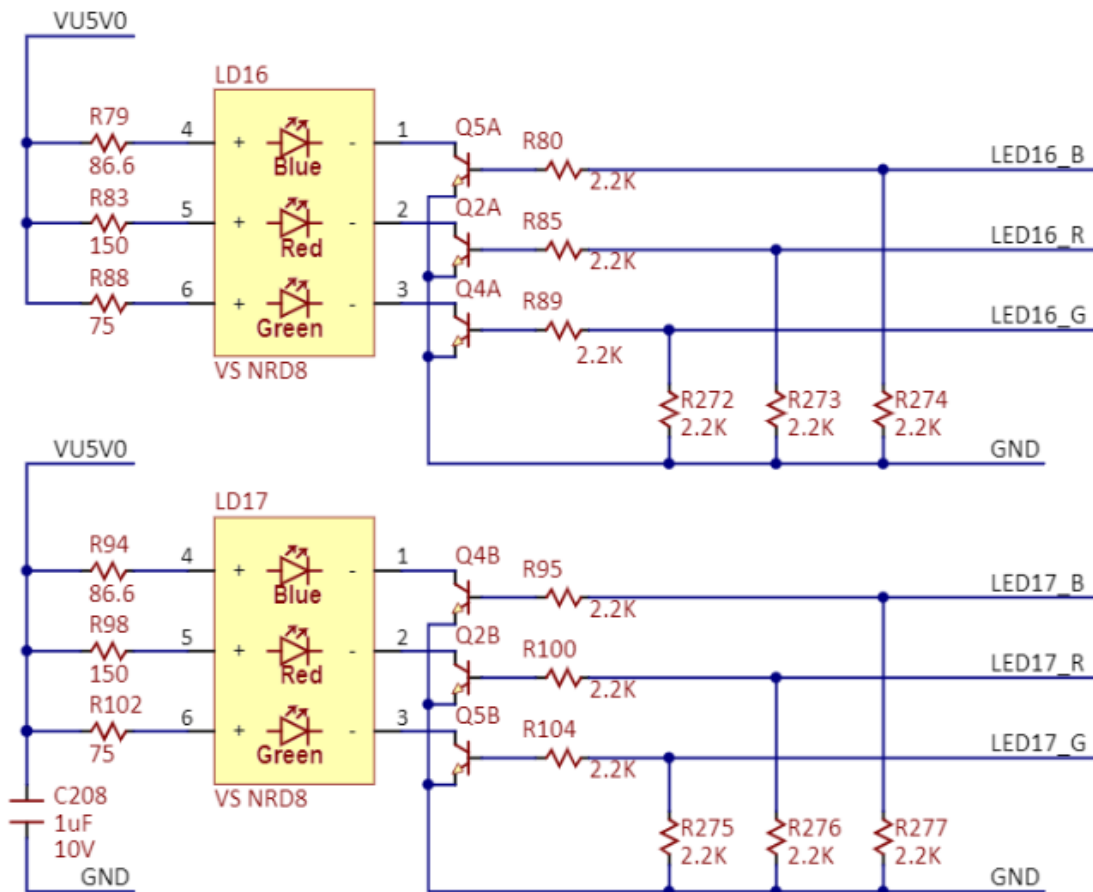 VU5V0
LD16
R79
86.6
4
+
Blue
-
1
Q5A
R80
2.2K
LED16_B
R83
150
5
+
Red
-
2
Q2A
R85
2.2K
LED16_R
R88
75
6
+
Green
-
3
Q4A
R89
2.2K
LED16_G
VS NRD8
R272
2.2K
R273
2.2K
R274
2.2K
GND
VU5V0
LD17
R94
86.6
4
+
Blue
-
1
Q4B
R95
2.2K
LED17_B
R98
150
5
+
Red
-
2
Q2B
R100
2.2K
LED17_R
R102
75
6
+
Green
-
3
Q5B
R104
2.2K
LED17_G
VS NRD8
C208
1uF
10V
GND
R275
2.2K
R276
2.2K
R277
2.2K
GND